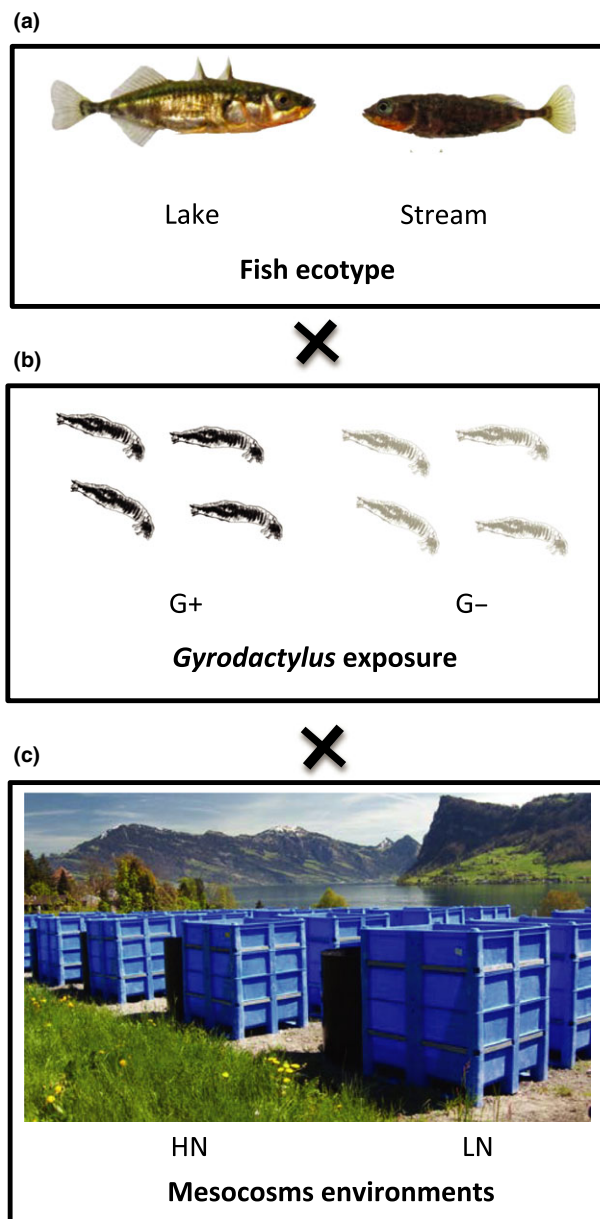 (a)
Lake Stream
Fish ecotype
(b)
G+ G−
Gyrodactylus exposure
(c)
HN LN
Mesocosms environments